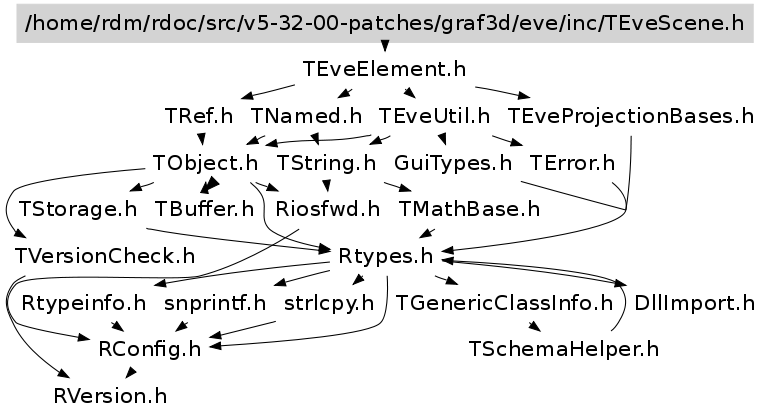 /home/rdm/rdoc/src/v5-32-00-patches/graf3d/eve/inc/TEveScene.h
TEveElement.h
TRef.h TNamed.h TEveUtil.h TEveProjectionBases.h
TObject.h TString.h GuiTypes.h TError.h
TStorage.h TBuffer.h Riosfwd.h TMathBase.h
TVersionCheck.h Rtypes.h
Rtypeinfo.h snprintf.h strlcpy.h TGenericClassInfo.h DllImport.h
RConfig.h TSchemaHelper.h
RVersion.h